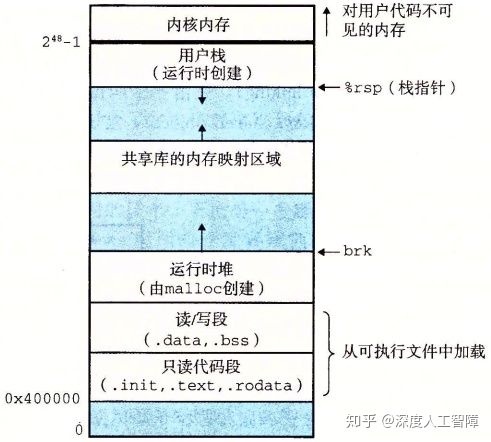 内核内存
对用户代码不可
见的内存
2⁴⁸-1
用户栈
(运行时创建)
%rsp (栈指针)
共享库的内存映射区域
brk
运行时堆
(由malloc创建)
读/写段
(.data,.bss)
从可执行文件中加载
只读代码段
(.init,.text,.rodata)
0x400000
0
知乎 @深度人工智障